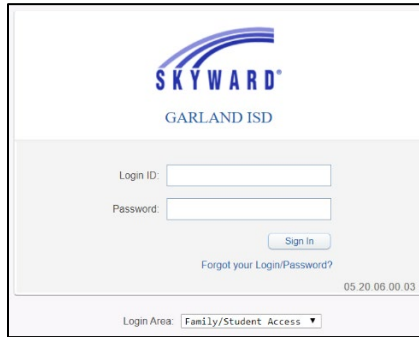 SKYWARD®
GARLAND ISD
Login ID:
Password:
Sign In
Forgot your Login/Password?
05.20.06.00.03
Login Area: Family/Student Access ▼